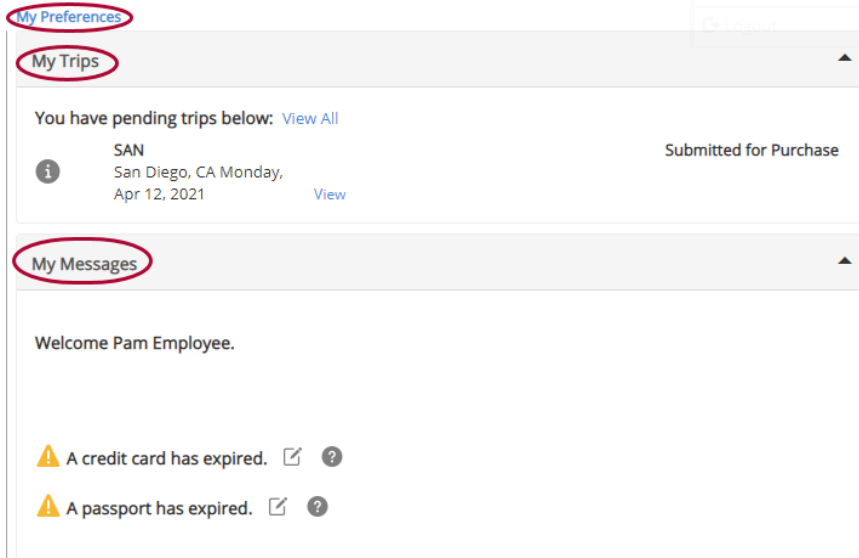 My Preferences
Logout
My Trips
You have pending trips below: View All
SAN
Submitted for Purchase
San Diego, CA Monday,
Apr 12, 2021
View
My Messages
Welcome Pam Employee.
A credit card has expired.
A passport has expired.